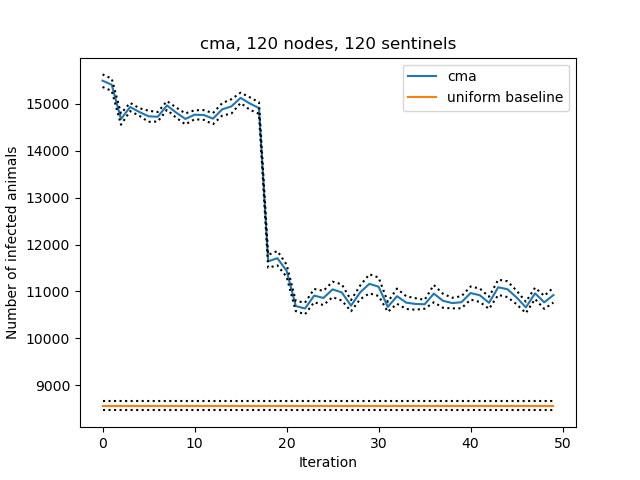 cma, 120 nodes, 120 sentinels
cma
uniform baseline
Number of infected animals
15000
14000
13000
12000
11000
10000
9000
0 10 20 30 40 50
Iteration